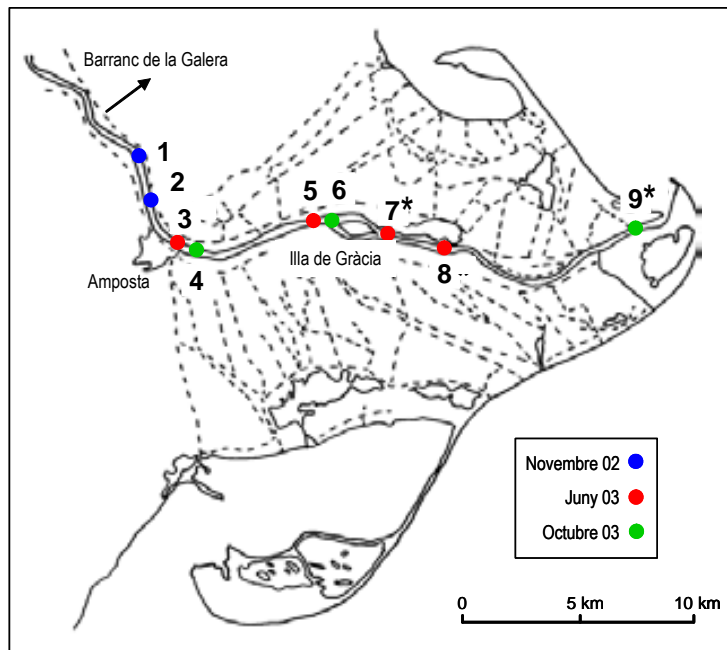 Barranc de la Galera
1
2
3
4
5
6
7*
8
9*
Amposta
Illa de Gràcia
Novembre 02
Juny 03
Octubre 03
0
5 km
10 km